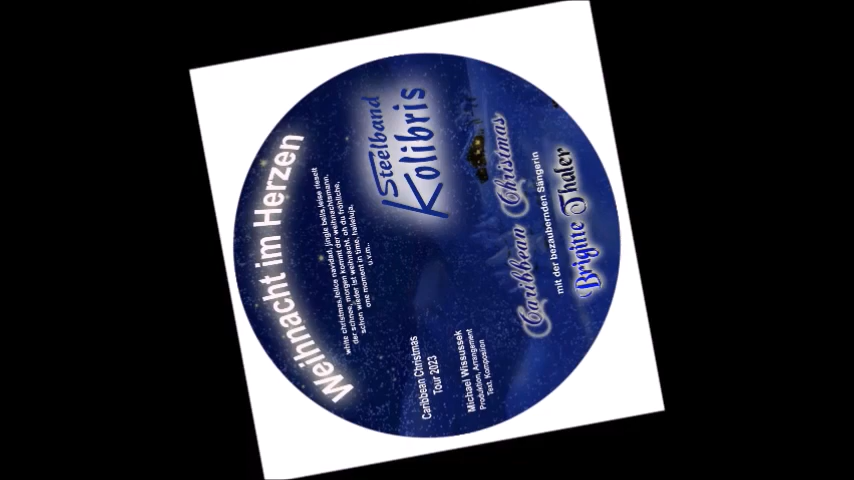 Weihnacht im Herzen
white christmas, felice navidad, jingle bells, leise rieselt
der schnee, morgen kommt der weihnachtsmann,
schon wieder ist weihnacht, oh du fröhliche,
one moment in time, halleluja,
u.v.m..
Steelband
Kolibris
Caribbean Christmas
Tour 2023
Michael Wissussek
Produktion, Arrangement
Text, Komposition
Caribbean Christmas
mit der bezaubernden Sängerin
Brigitte Thaler